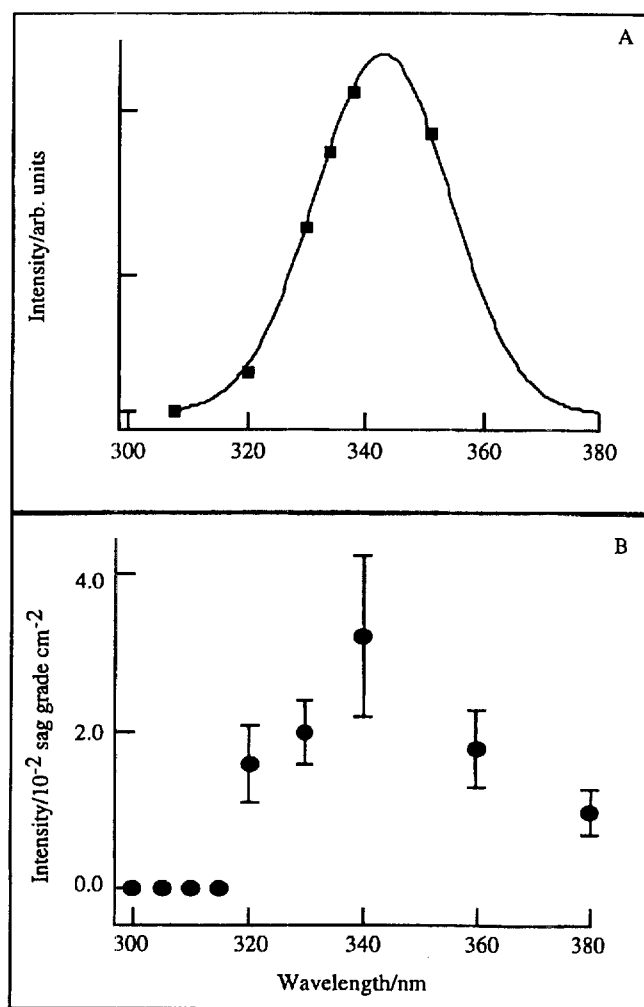 A
Intensity/arb. units
300 320 340 360 380
B
4.0
2.0
0.0
Intensity/10-2 sag grade cm-2
300 320 340 360 380
Wavelength/nm